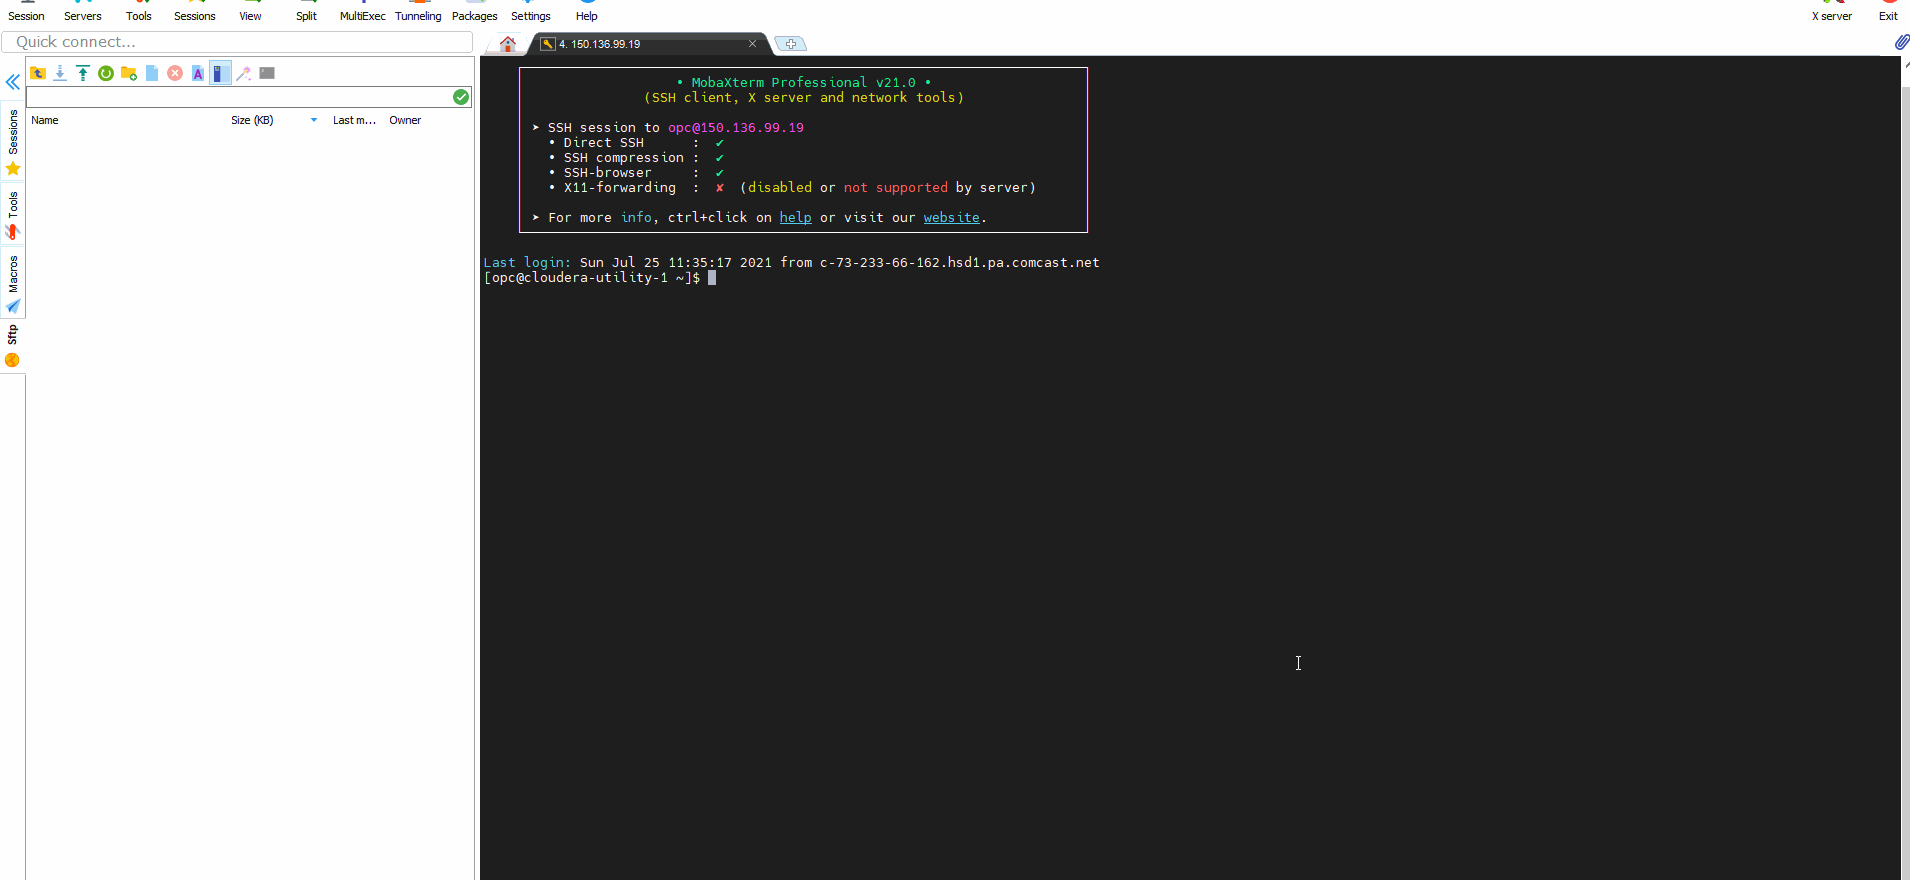 Session Servers Tools Sessions View Split MultiExec Tunneling Packages Settings Help X server Exit
Quick connect...
4. 150.136.99.19
Name Size (KB) Last m... Owner
Sessions
Tools
Macros
Sftp
• MobaXterm Professional v21.0 •
(SSH client, X server and network tools)
➤ SSH session to opc@150.136.99.19
• Direct SSH : ✔
• SSH compression : ✔
• SSH-browser : ✔
• X11-forwarding : ✘ (disabled or not supported by server)
➤ For more info, ctrl+click on help or visit our website.
Last login: Sun Jul 25 11:35:17 2021 from c-73-233-66-162.hsd1.pa.comcast.net
[opc@cloudera-utility-1 ~]$